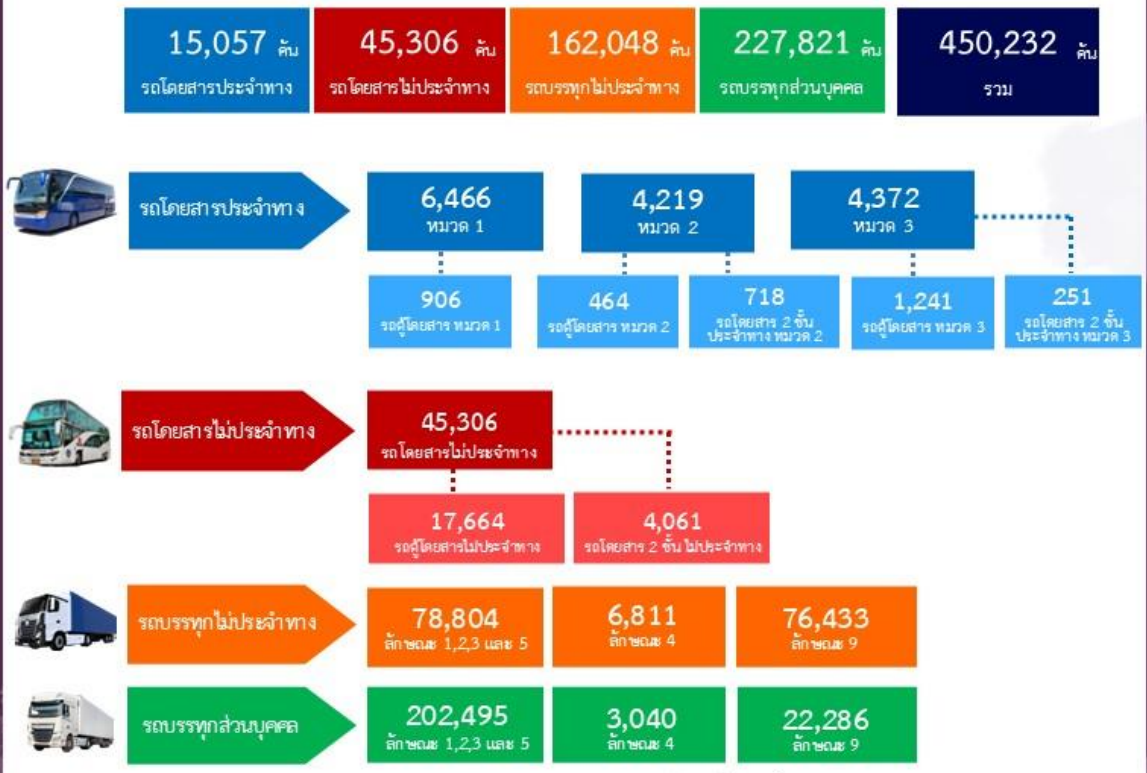 15,057 คัน
รถโดยสารประจำทาง
45,306 คัน
รถโดยสารไม่ประจำทาง
162,048 คัน
รถบรรทุกไม่ประจำทาง
227,821 คัน
รถบรรทุกส่วนบุคคล
450,232 คัน
รวม
รถโดยสารประจำทาง
6,466
หมวด 1
4,219
หมวด 2
4,372
หมวด 3
906
รถตู้โดยสาร หมวด 1
464
รถตู้โดยสาร หมวด 2
718
รถโดยสาร 2 ชั้น
ประจำทาง หมวด 2
1,241
รถตู้โดยสาร หมวด 3
251
รถโดยสาร 2 ชั้น
ประจำทาง หมวด 3
รถโดยสารไม่ประจำทาง
45,306
รถโดยสารไม่ประจำทาง
17,664
รถตู้โดยสารไม่ประจำทาง
4,061
รถโดยสาร 2 ชั้น ไม่ประจำทาง
รถบรรทุกไม่ประจำทาง
78,804
ลักษณะ 1,2,3 และ 5
6,811
ลักษณะ 4
76,433
ลักษณะ 9
รถบรรทุกส่วนบุคคล
202,495
ลักษณะ 1,2,3 และ 5
3,040
ลักษณะ 4
22,286
ลักษณะ 9